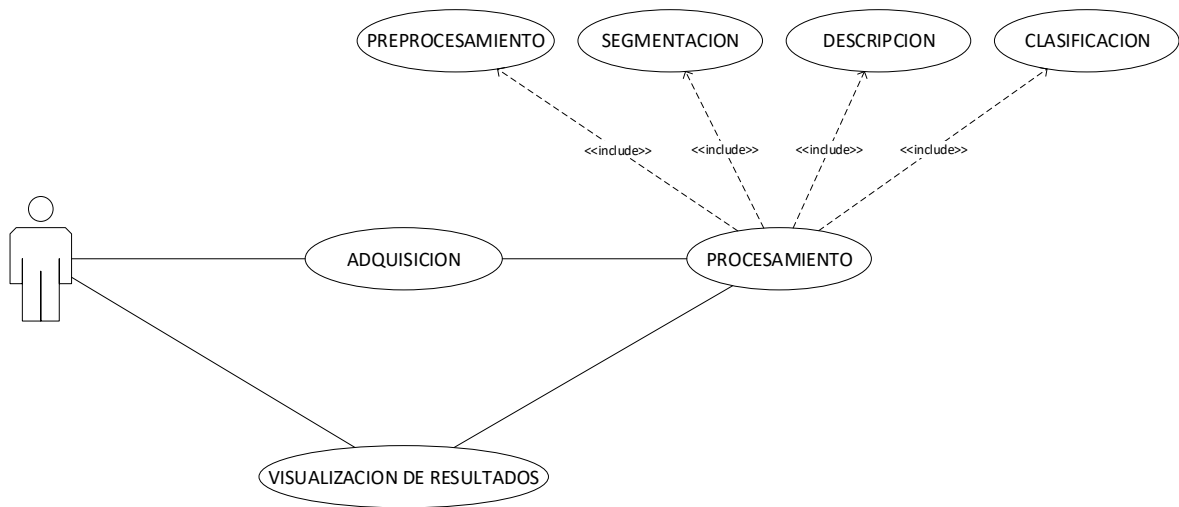 PREPROCESAMIENTO
SEGMENTACION
DESCRIPCION
CLASIFICACION
<<include>>
<<include>>
<<include>>
<<include>>
ADQUISICION
PROCESAMIENTO
VISUALIZACION DE RESULTADOS